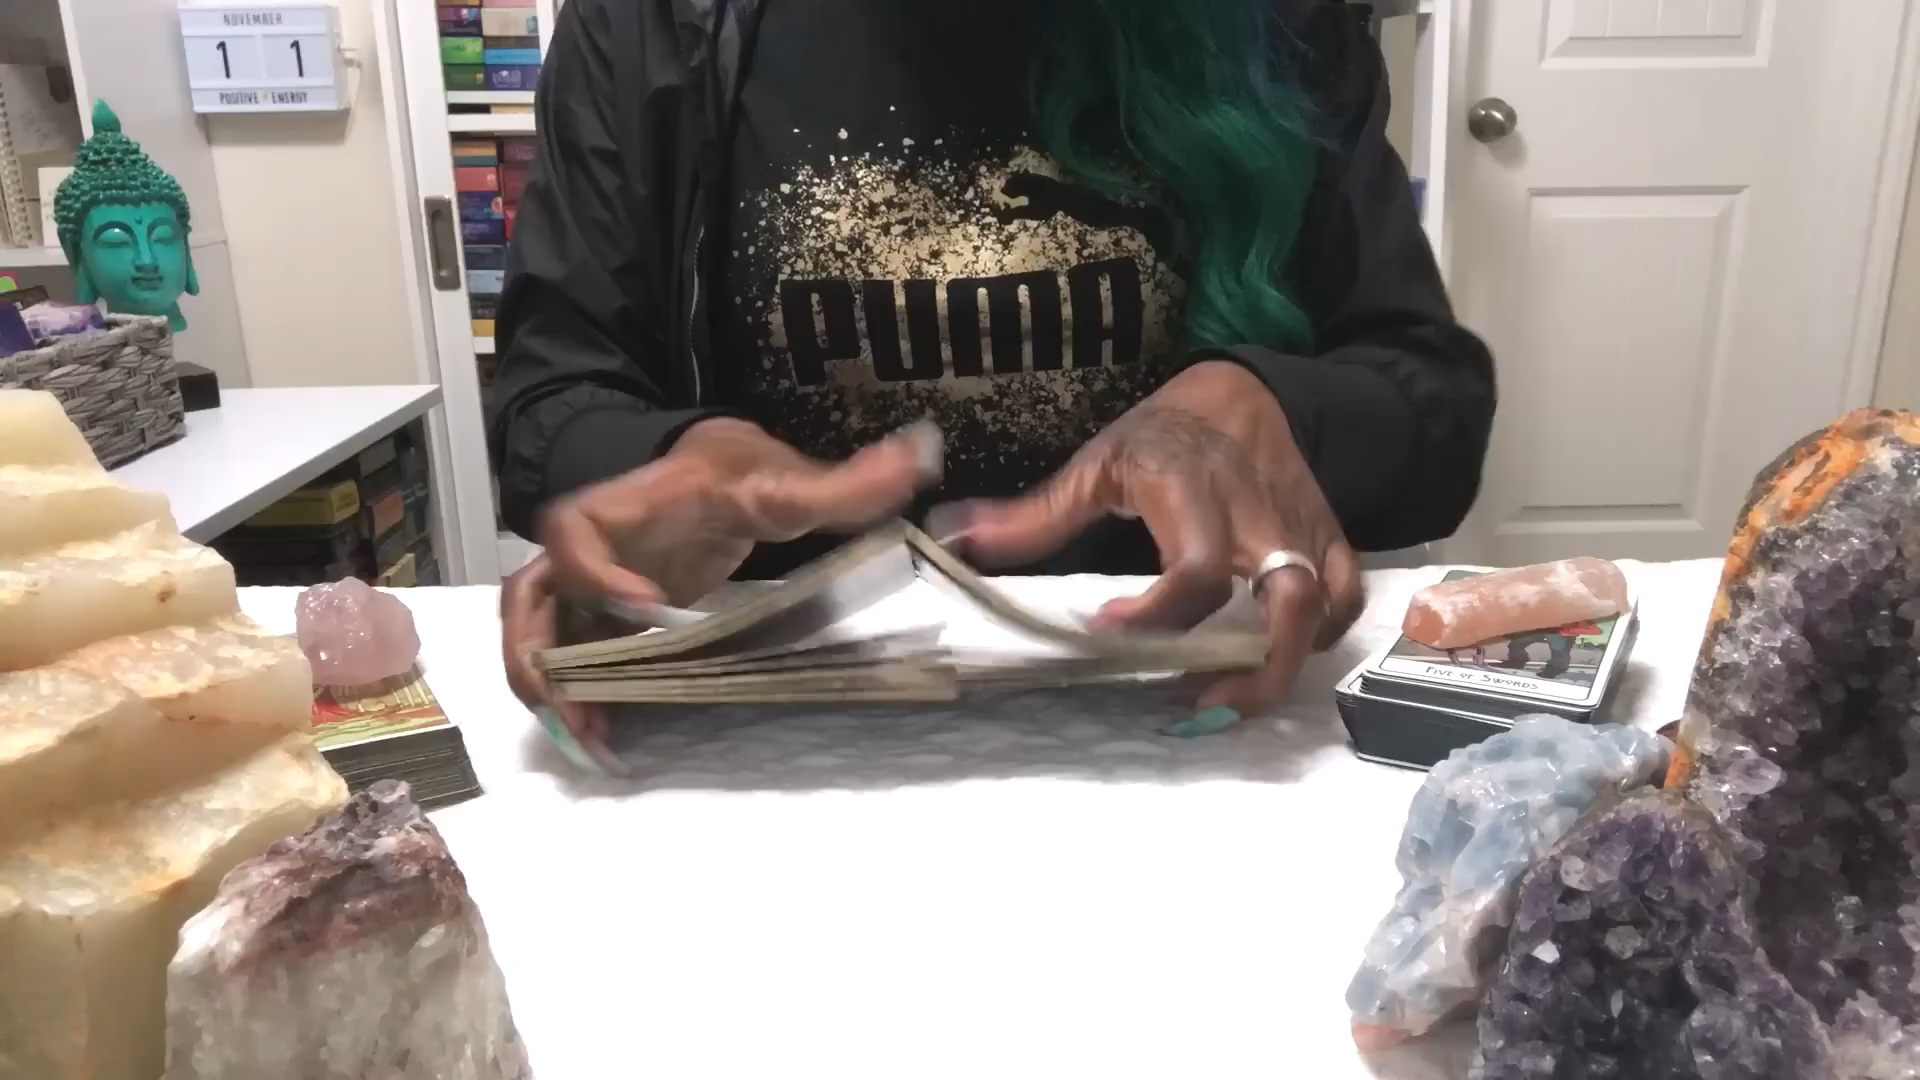 NOVEMBER
1 1
POSITIVE ⚡ ENERGY
PUMA
FIVE OF SWORDS